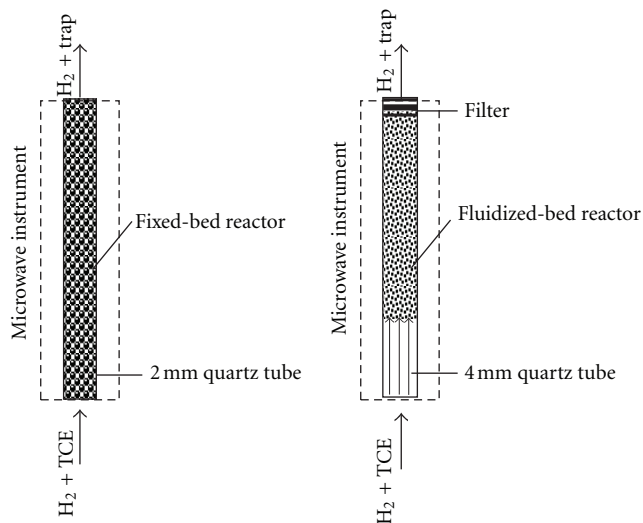 H₂ + trap
Microwave instrument
Fixed-bed reactor
2 mm quartz tube
H₂ + TCE
H₂ + trap
Filter
Microwave instrument
Fluidized-bed reactor
4 mm quartz tube
H₂ + TCE